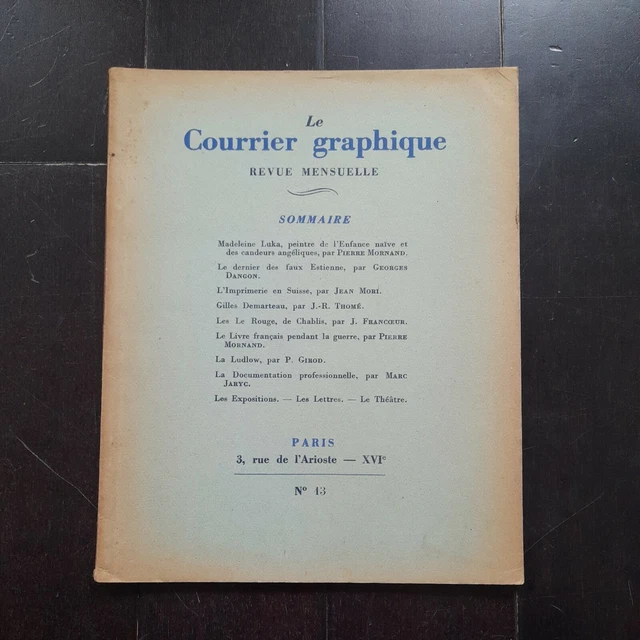 Le
Courrier graphique
REVUE MENSUELLE
SOMMAIRE
Madeleine Luka, peintre de l'Enfance naïve et
des candeurs angéliques, par PIERRE MORNAND.
Le dernier des faux Estienne, par GEORGES
DANGON.
L'Imprimerie en Suisse, par JEAN MORÍ.
Gilles Demarteau, par J.-R. THOMÉ.
Les Le Rouge, de Chablis, par J. FRANCŒUR.
Le Livre français pendant la guerre, par PIERRE
MORNAND.
La Ludlow, par P. GIROD.
La Documentation professionnelle, par MARC
JARYC.
Les Expositions. — Les Lettres. — Le Théâtre.
PARIS
3, rue de l'Arioste — XVIe
No 13